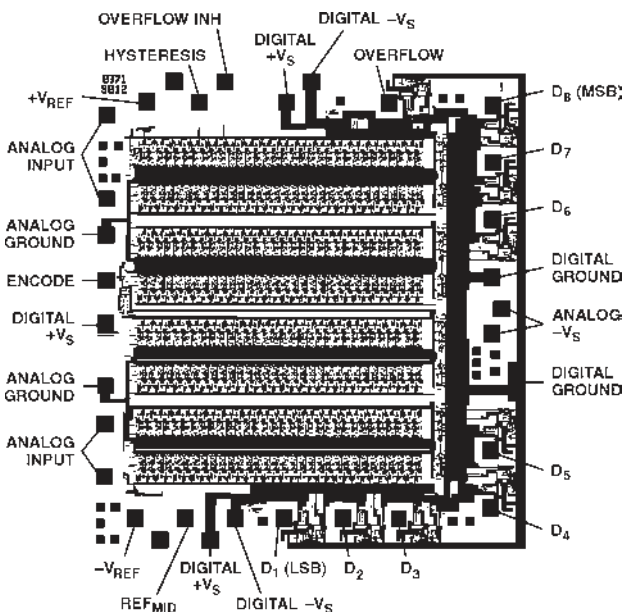 OVERFLOW INH
DIGITAL –VS
HYSTERESIS
DIGITAL
+VS
OVERFLOW
+VREF
8371
9812
D8 (MSB)
ANALOG
INPUT
D7
ANALOG
GROUND
D6
ENCODE
DIGITAL
GROUND
DIGITAL
+VS
ANALOG
–VS
ANALOG
GROUND
DIGITAL
GROUND
ANALOG
INPUT
D5
D4
–VREF
REFMID
DIGITAL
+VS
DIGITAL –VS
D1 (LSB)
D2
D3